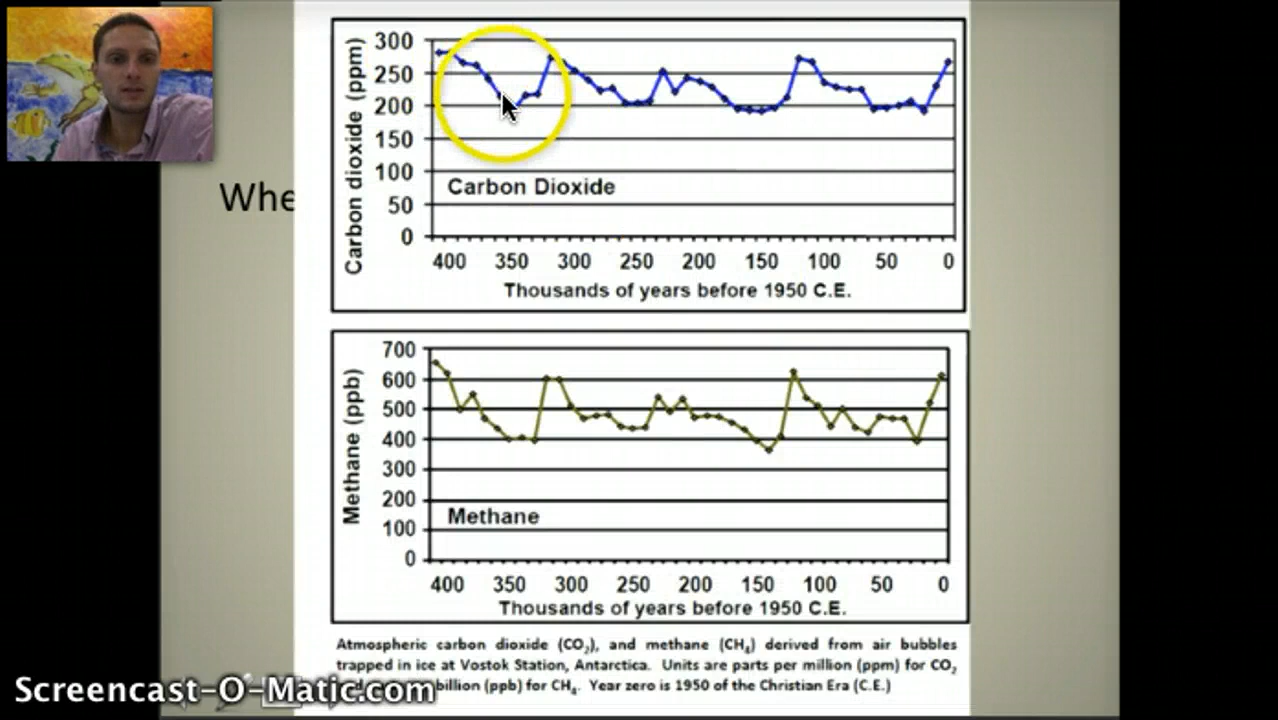 300
250
200
150
100
50
0
Carbon dioxide (ppm)
Carbon Dioxide
400 350 300 250 200 150 100 50 0
Thousands of years before 1950 C.E.
Whe
700
600
500
400
300
200
100
0
Methane (ppb)
Methane
400 350 300 250 200 150 100 50 0
Thousands of years before 1950 C.E.
Atmospheric carbon dioxide (CO₂), and methane (CH₄) derived from air bubbles
trapped in ice at Vostok Station, Antarctica. Units are parts per million (ppm) for CO₂
billion (ppb) for CH₄. Year zero is 1950 of the Christian Era (C.E.)
Screencast-O-Matic.com